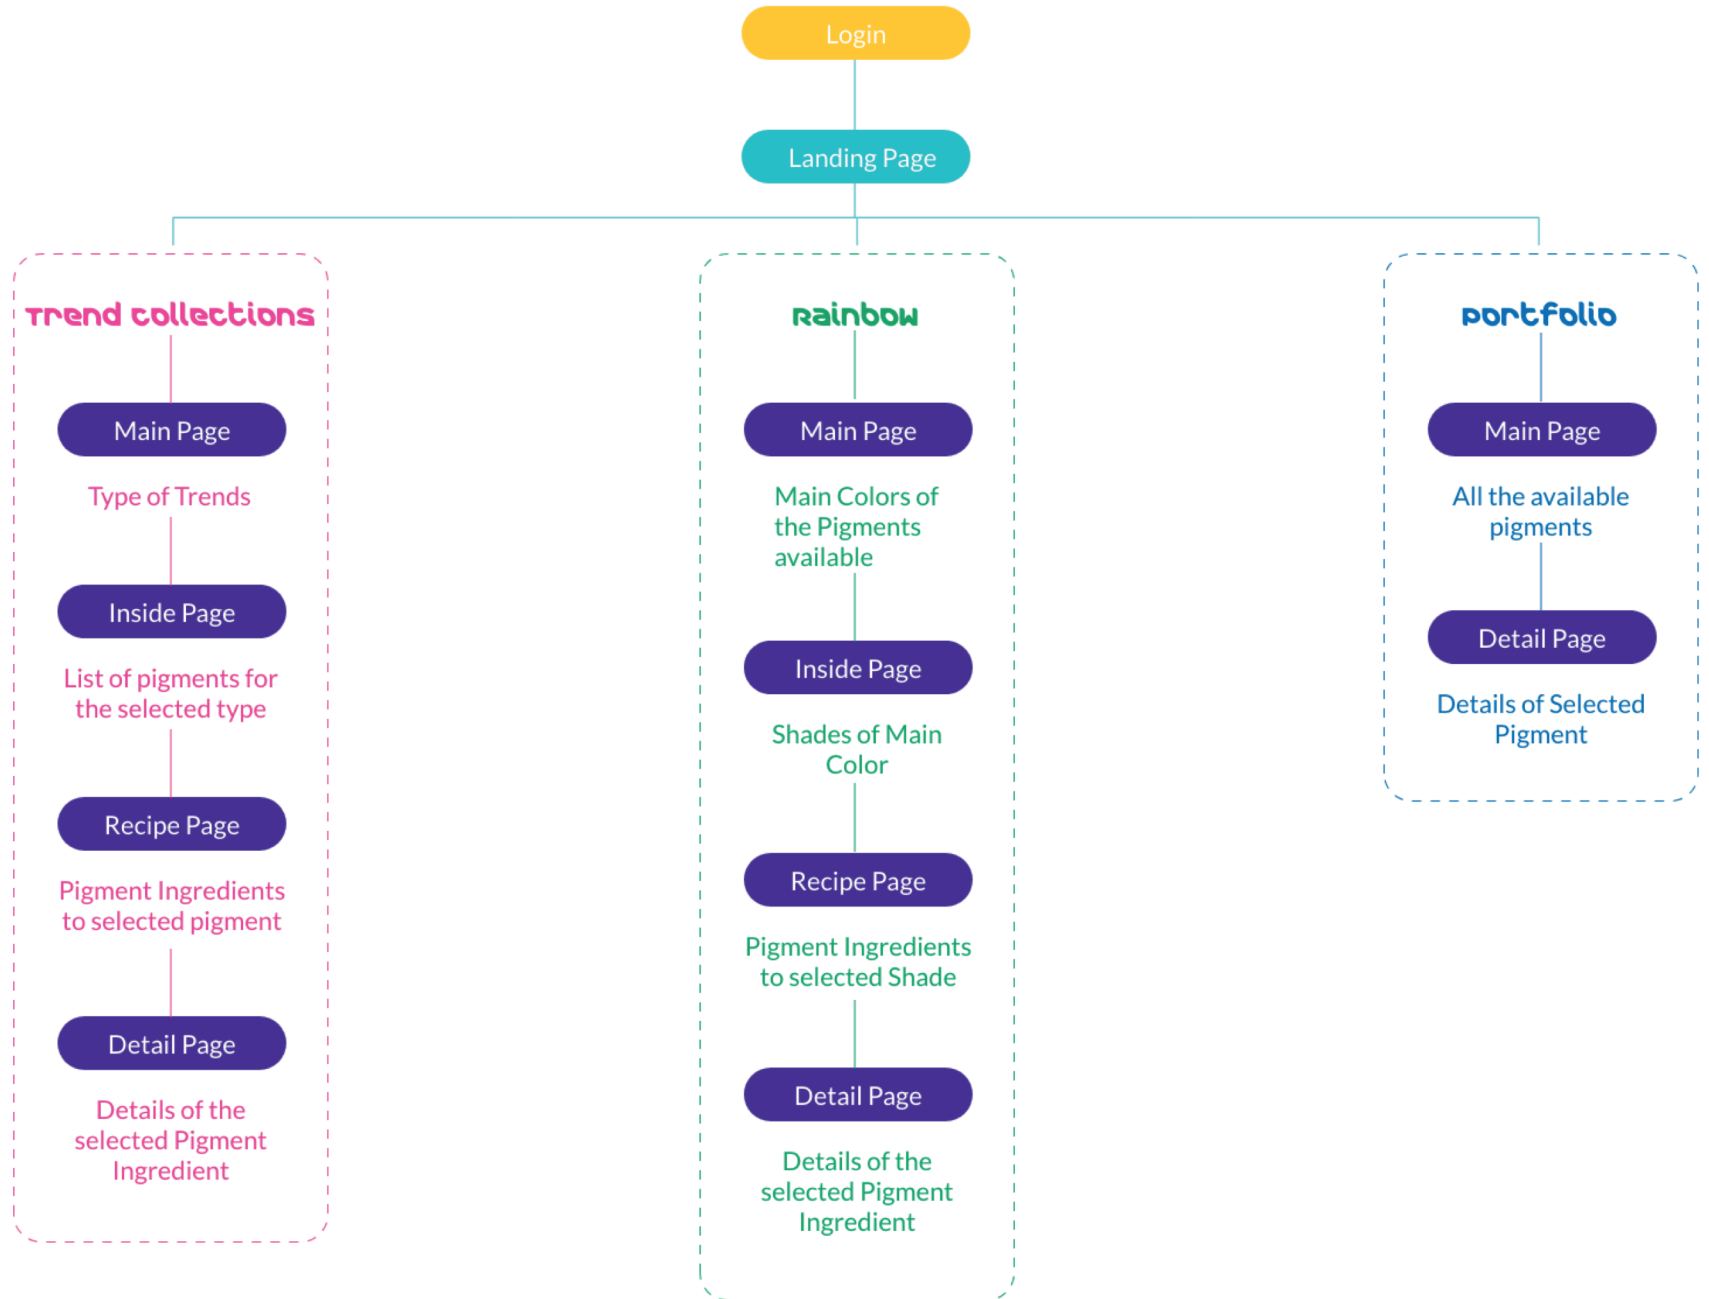 Login
Landing Page
Trend collections
Main Page
Type of Trends
Inside Page
List of pigments for
the selected type
Recipe Page
Pigment Ingredients
to selected pigment
Detail Page
Details of the
selected Pigment
Ingredient
Rainbow
Main Page
Main Colors of
the Pigments
available
Inside Page
Shades of Main
Color
Recipe Page
Pigment Ingredients
to selected Shade
Detail Page
Details of the
selected Pigment
Ingredient
Portfolio
Main Page
All the available
pigments
Detail Page
Details of Selected
Pigment